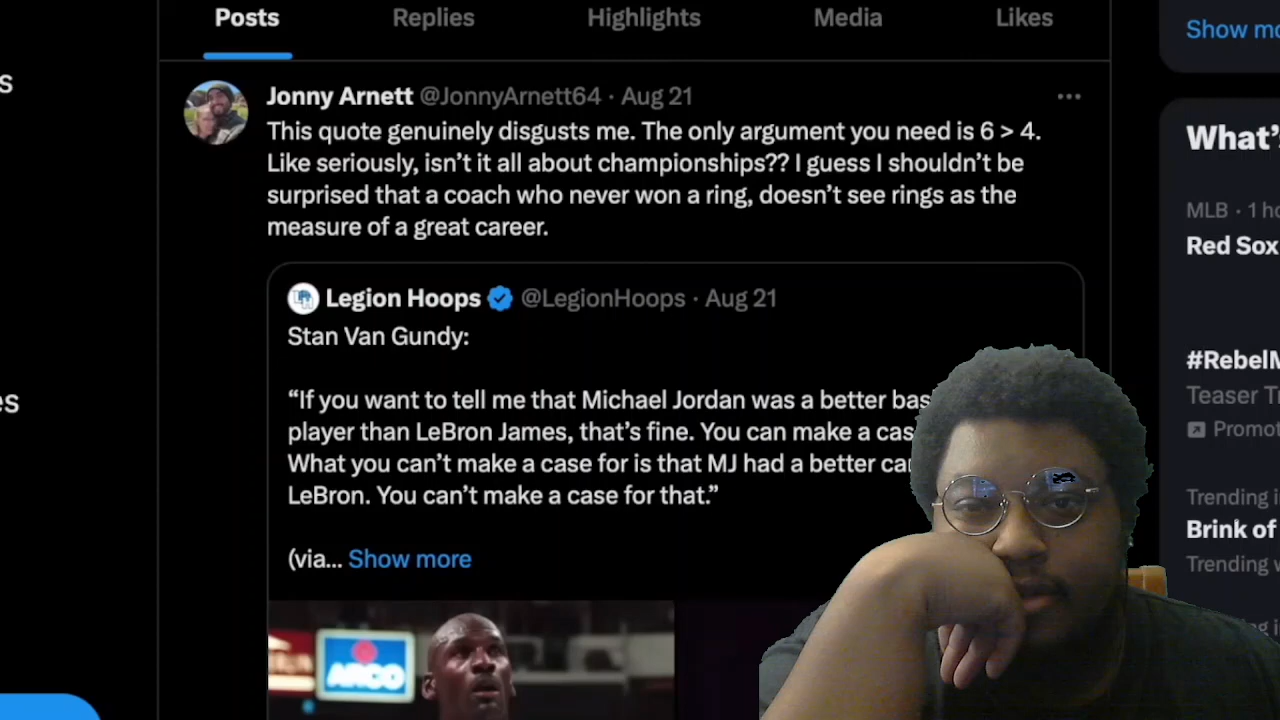 Posts
Replies
Highlights
Media
Likes
Show
Jonny Arnett @JonnyArnett64 · Aug 21
This quote genuinely disgusts me. The only argument you need is 6 > 4.
Like seriously, isn't it all about championships?? I guess I shouldn't be
surprised that a coach who never won a ring, doesn't see rings as the
measure of a great career.
Legion Hoops @LegionHoops · Aug 21
Stan Van Gundy:
"If you want to tell me that Michael Jordan was a better bas
player than LeBron James, that's fine. You can make a cas
What you can't make a case for is that MJ had a better car
LeBron. You can't make a case for that."
(via... Show more
ARCO
What's
MLB · 1 h
Red Sox
#RebelM
Teaser T
Promot
Trending i
Brink of
Trending w